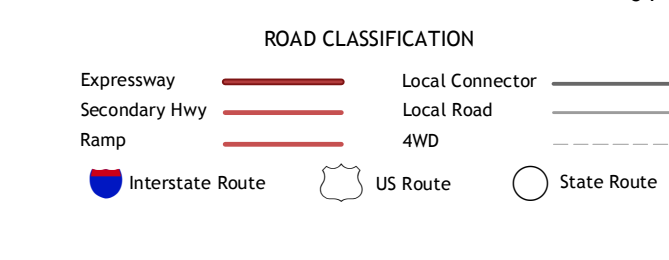 ROAD CLASSIFICATION
Expressway
Local Connector
Secondary Hwy
Local Road
Ramp
4WD
Interstate Route
US Route
State Route